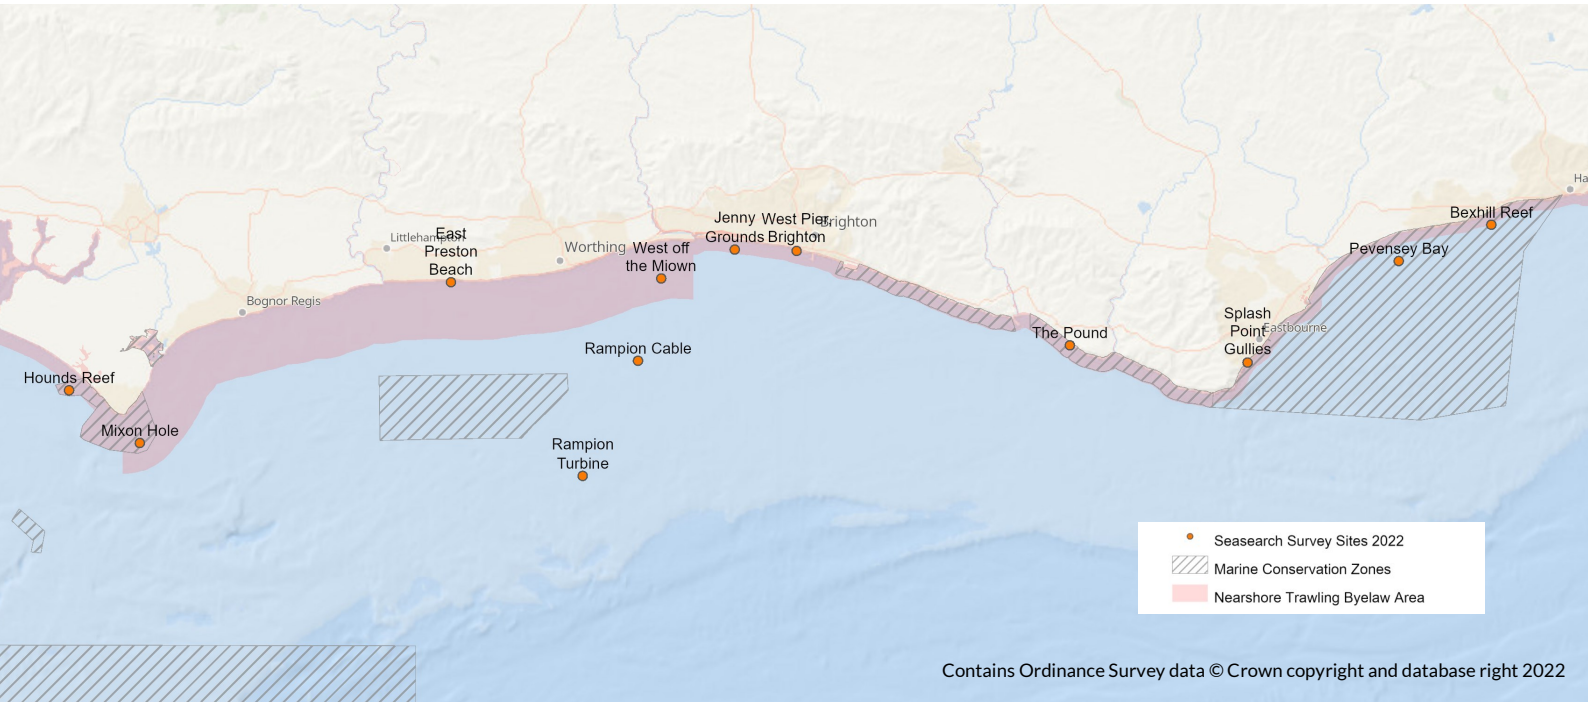 Ha
Bexhill Reef
Jenny
Grounds
West Pier,
Brighton
Brighton
Littlehampton
East
Preston
Beach
Worthing
West off
the Miown
Pevensey Bay
Bognor Regis
Splash
Point
Gullies
Eastbourne
The Pound
Rampion Cable
Hounds Reef
Mixon Hole
Rampion
Turbine
Seasearch Survey Sites 2022
Marine Conservation Zones
Nearshore Trawling Byelaw Area
Contains Ordinance Survey data © Crown copyright and database right 2022